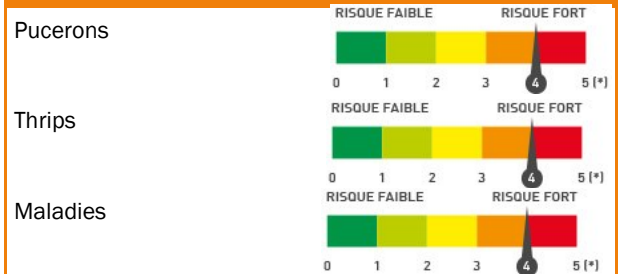 RISQUE FAIBLE RISQUE FORT
Pucerons
0 1 2 3 4 5 (*)
RISQUE FAIBLE RISQUE FORT
Thrips
0 1 2 3 4 5 (*)
RISQUE FAIBLE RISQUE FORT
Maladies
0 1 2 3 4 5 (*)